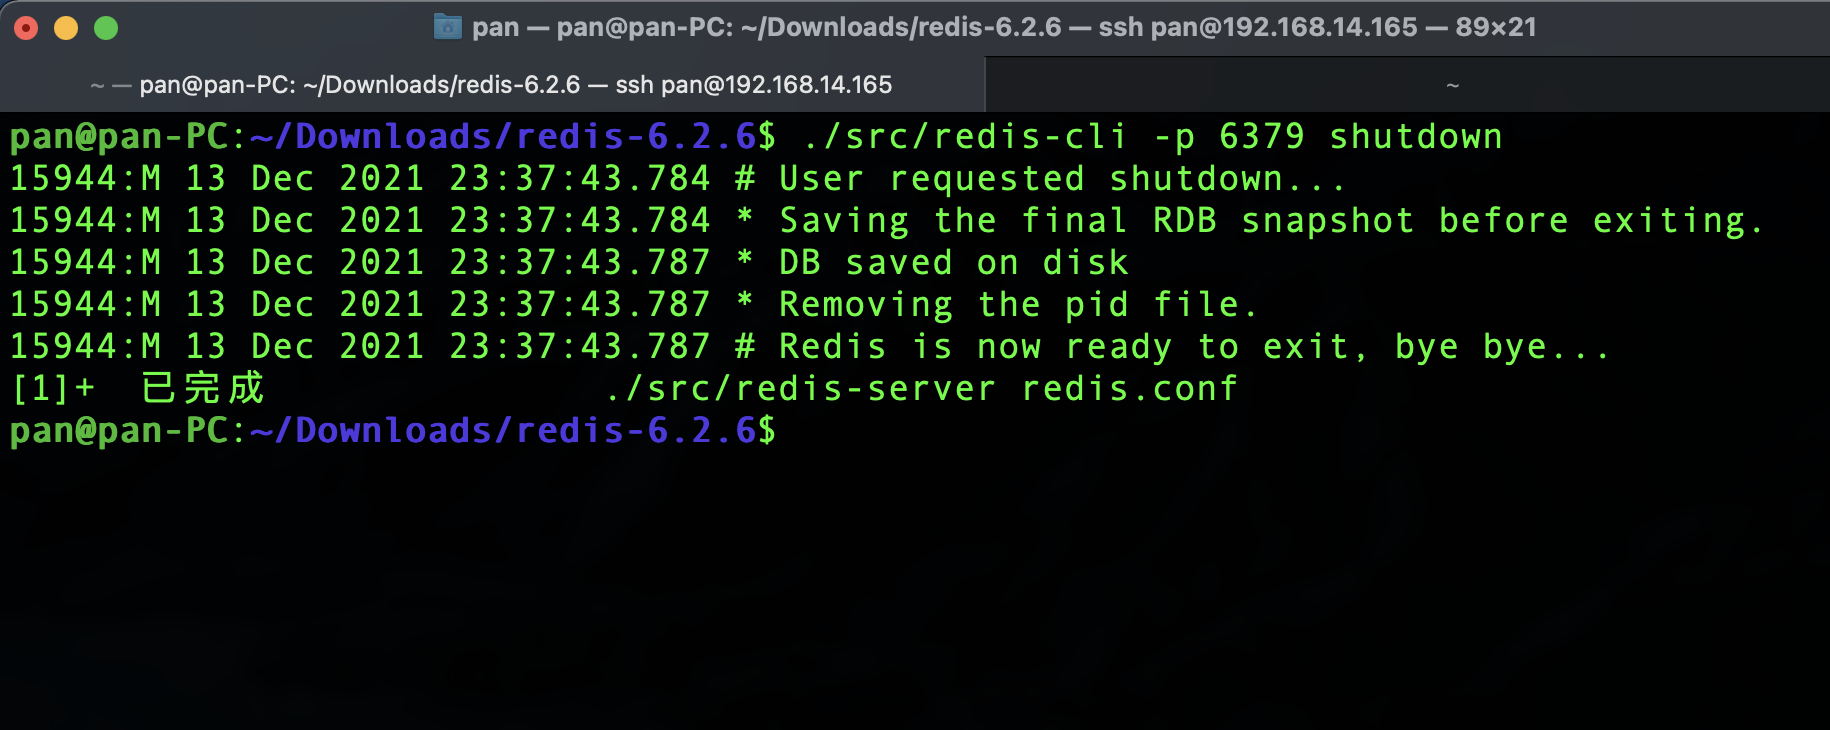 pan — pan@pan-PC: ~/Downloads/redis-6.2.6 — ssh pan@192.168.14.165 — 89×21
~ — pan@pan-PC: ~/Downloads/redis-6.2.6 — ssh pan@192.168.14.165
~
pan@pan-PC:~/Downloads/redis-6.2.6$ ./src/redis-cli -p 6379 shutdown
15944:M 13 Dec 2021 23:37:43.784 # User requested shutdown...
15944:M 13 Dec 2021 23:37:43.784 * Saving the final RDB snapshot before exiting.
15944:M 13 Dec 2021 23:37:43.787 * DB saved on disk
15944:M 13 Dec 2021 23:37:43.787 * Removing the pid file.
15944:M 13 Dec 2021 23:37:43.787 # Redis is now ready to exit, bye bye...
[1]+  已完成               ./src/redis-server redis.conf
pan@pan-PC:~/Downloads/redis-6.2.6$